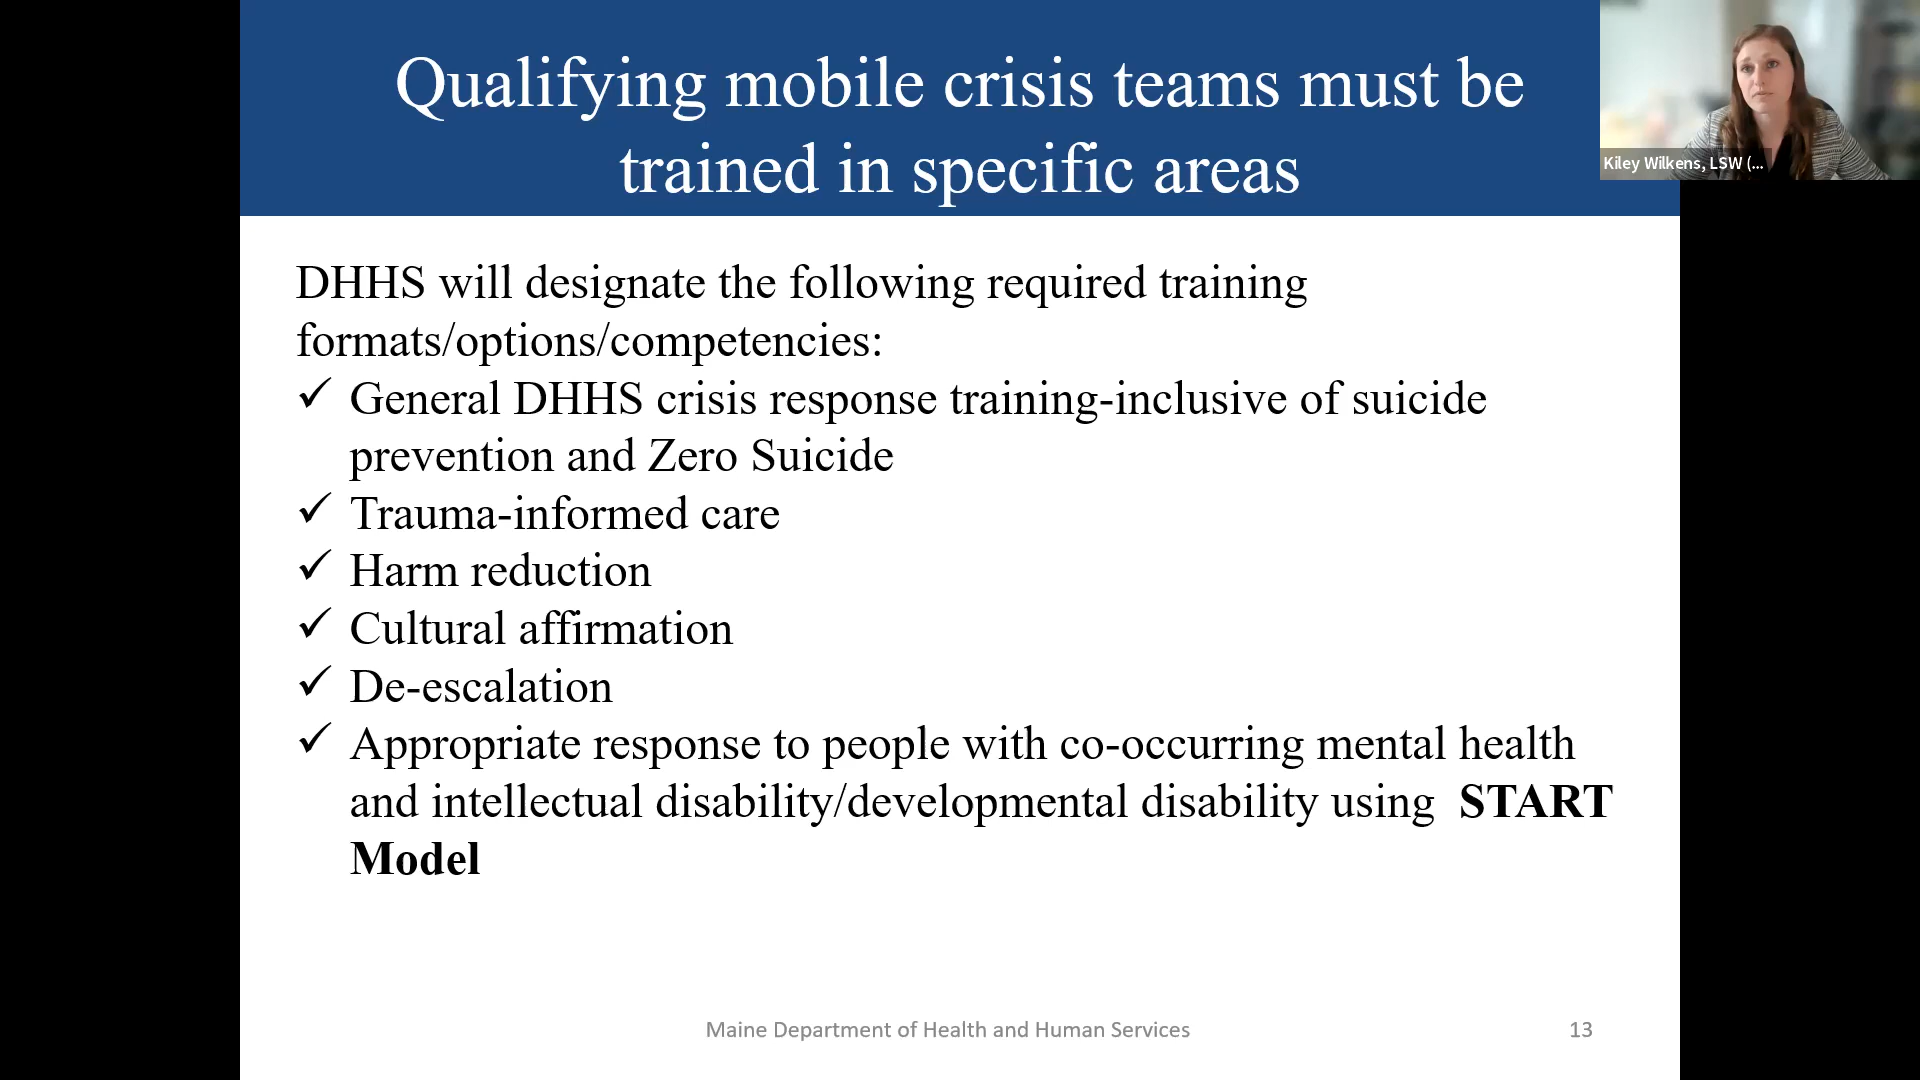 Qualifying mobile crisis teams must be
trained in specific areas
Kiley Wilkens, LSW (...
DHHS will designate the following required training
formats/options/competencies:
✓ General DHHS crisis response training-inclusive of suicide
prevention and Zero Suicide
✓ Trauma-informed care
✓ Harm reduction
✓ Cultural affirmation
✓ De-escalation
✓ Appropriate response to people with co-occurring mental health
and intellectual disability/developmental disability using START
Model
Maine Department of Health and Human Services
13